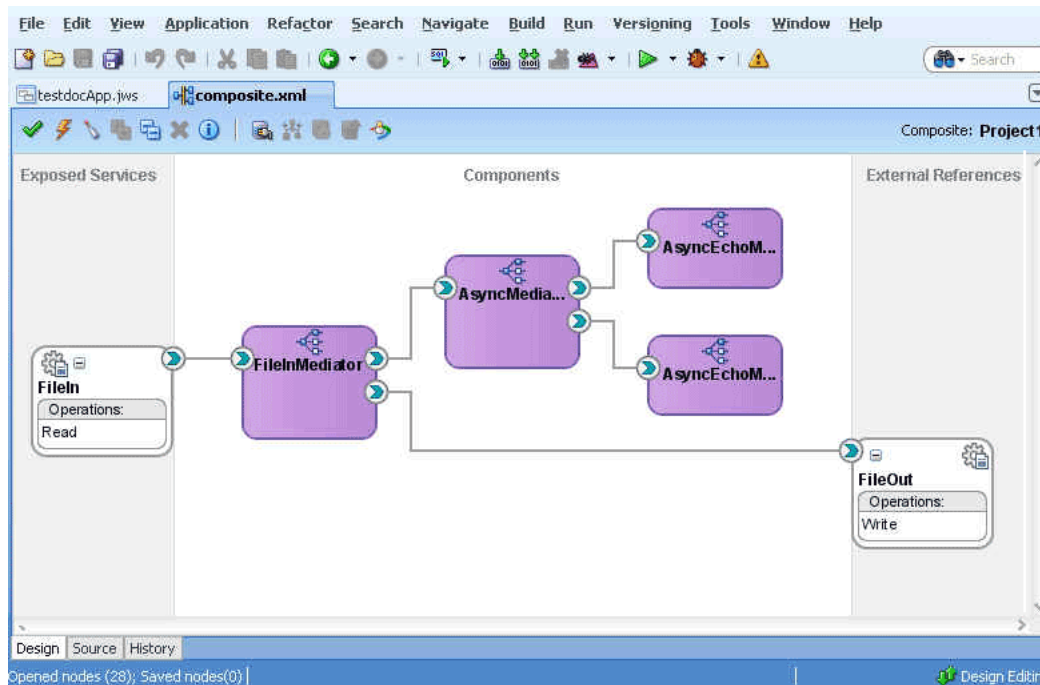 File Edit View Application Refactor Search Navigate Build Run Versioning Tools Window Help
Search
testdocApp.jws composite.xml
Composite: Project1
Exposed Services Components External References
AsyncEchoM...
AsyncMedia...
FileInMediator
AsyncEchoM...
FileIn
Operations:
Read
FileOut
Operations:
Write
Design Source History
Opened nodes (28); Saved nodes(0) Design Editin